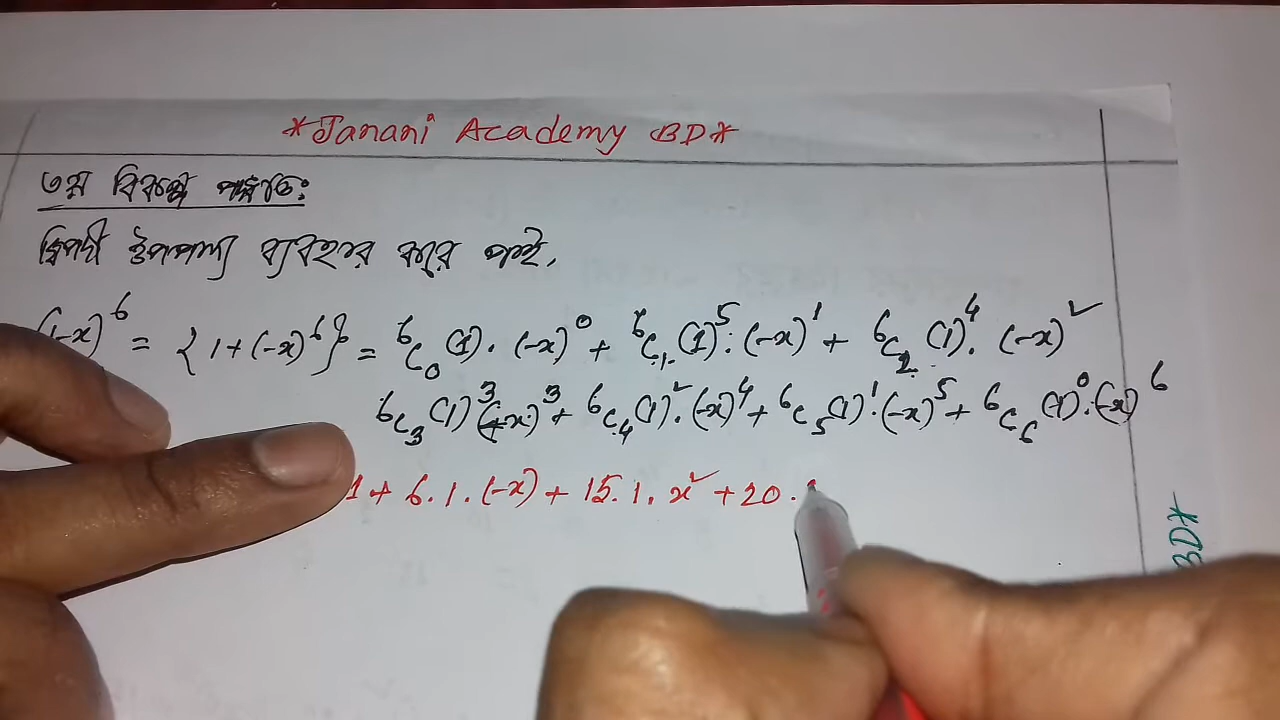 *Janani Academy BD*
৩য় বিকল্প পদ্ধতি:
দ্বিপদী উপপাদ্য ব্যবহার করে পাই,
(1-x)⁶ = {1+(-x)⁶} = ⁶C₀(1)·(-x)⁰ + ⁶C₁(1)⁵·(-x)¹ + ⁶C₂(1)⁴·(-x)²
⁶C₃(1)³(-x)³ + ⁶C₄(1)²·(-x)⁴ + ⁶C₅(1)¹·(-x)⁵ + ⁶C₆(1)⁰·(-x)⁶
1 + 6.1.(-x) + 15.1.x² + 20.
BD*